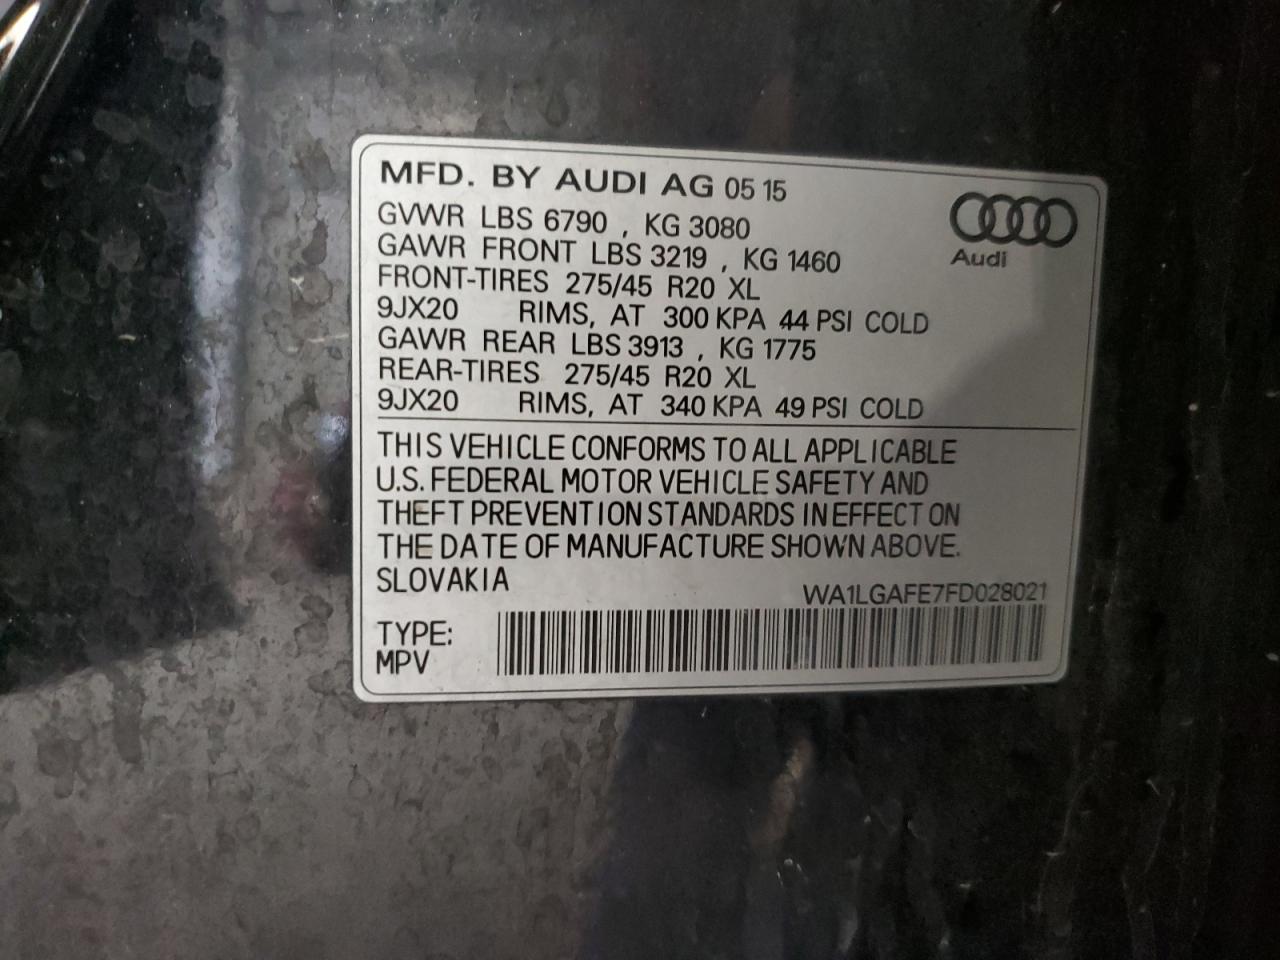 MFD. BY AUDI AG 05 15
GVWR LBS 6790 , KG 3080
GAWR FRONT LBS 3219 , KG 1460
FRONT-TIRES 275/45 R20 XL
9JX20 RIMS, AT 300 KPA 44 PSI COLD
GAWR REAR LBS 3913 , KG 1775
REAR-TIRES 275/45 R20 XL
9JX20 RIMS, AT 340 KPA 49 PSI COLD
Audi
THIS VEHICLE CONFORMS TO ALL APPLICABLE
U.S. FEDERAL MOTOR VEHICLE SAFETY AND
THEFT PREVENTION STANDARDS IN EFFECT ON
THE DATE OF MANUFACTURE SHOWN ABOVE.
SLOVAKIA
WA1LGAFE7FD028021
TYPE:
MPV